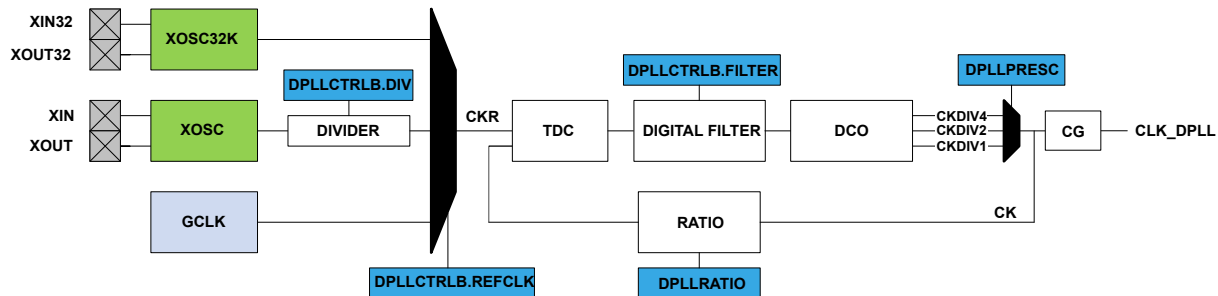 XIN32
XOUT32
XOSC32K
DPLLCTRLB.DIV
DPLLCTRLB.FILTER
DPLLPRESC
XIN
XOUT
XOSC
DIVIDER
CKR
TDC
DIGITAL FILTER
DCO
CKDIV4
CKDIV2
CKDIV1
CG
CLK_DPLL
GCLK
RATIO
CK
DPLLCTRLB.REFCLK
DPLLRATIO